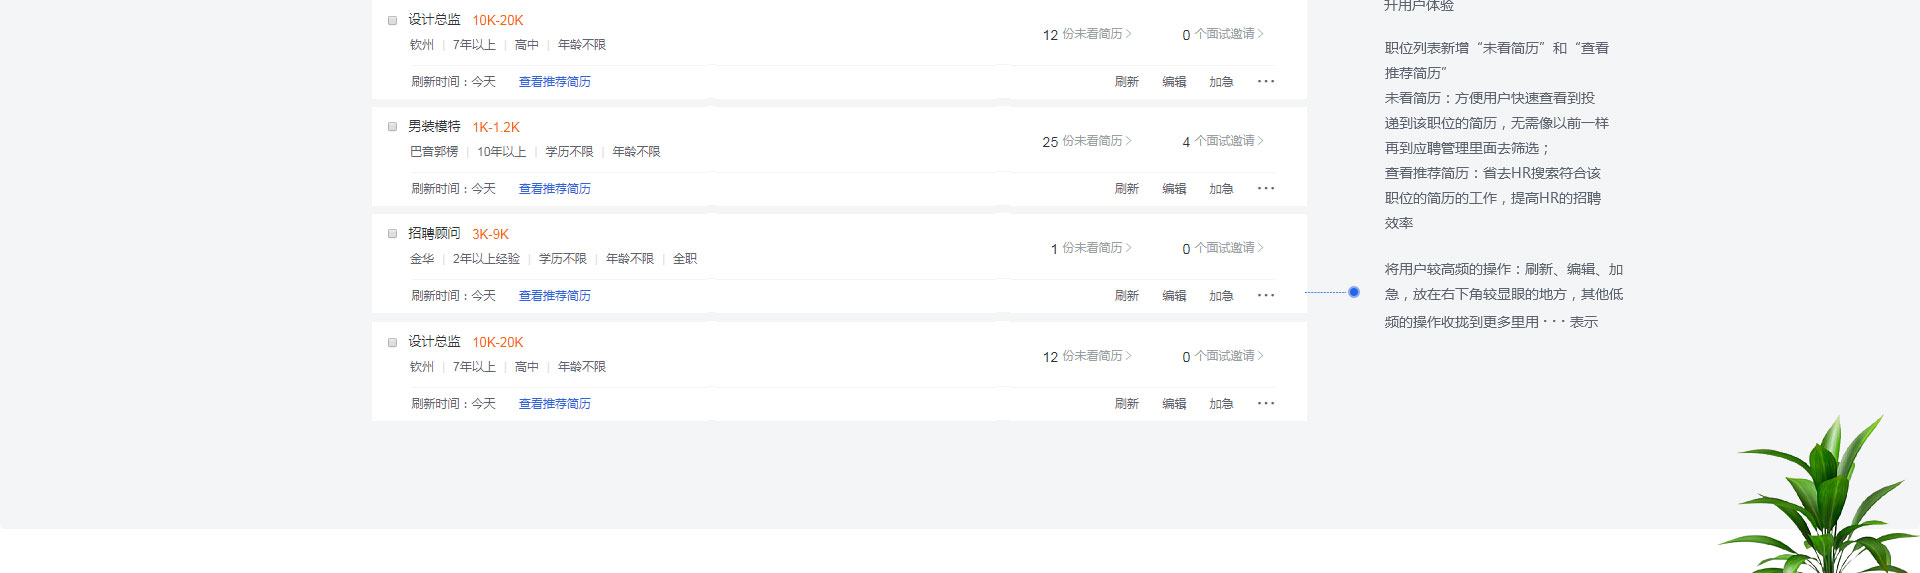 设计总监 10K-20K
钦州 | 7年以上 | 高中 | 年龄不限
12 份未看简历 > 0 个面试邀请 >
刷新时间：今天 查看推荐简历 刷新 编辑 加急 ···
男装模特 1K-1.2K
巴音郭楞 | 10年以上 | 学历不限 | 年龄不限
25 份未看简历 > 4 个面试邀请 >
刷新时间：今天 查看推荐简历 刷新 编辑 加急 ···
招聘顾问 3K-9K
金华 | 2年以上经验 | 学历不限 | 年龄不限 | 全职
1 份未看简历 > 0 个面试邀请 >
刷新时间：今天 查看推荐简历 刷新 编辑 加急 ···
设计总监 10K-20K
钦州 | 7年以上 | 高中 | 年龄不限
12 份未看简历 > 0 个面试邀请 >
刷新时间：今天 查看推荐简历 刷新 编辑 加急 ···
升用户体验
职位列表新增“未看简历”和“查看
推荐简历”
未看简历：方便用户快速查看到投
递到该职位的简历，无需像以前一样
再到应聘管理里面去筛选；
查看推荐简历：省去HR搜索符合该
职位的简历的工作，提高HR的招聘
效率
将用户较高频的操作：刷新、编辑、加
急，放在右下角较显眼的地方，其他低
频的操作收拢到更多里用 ··· 表示